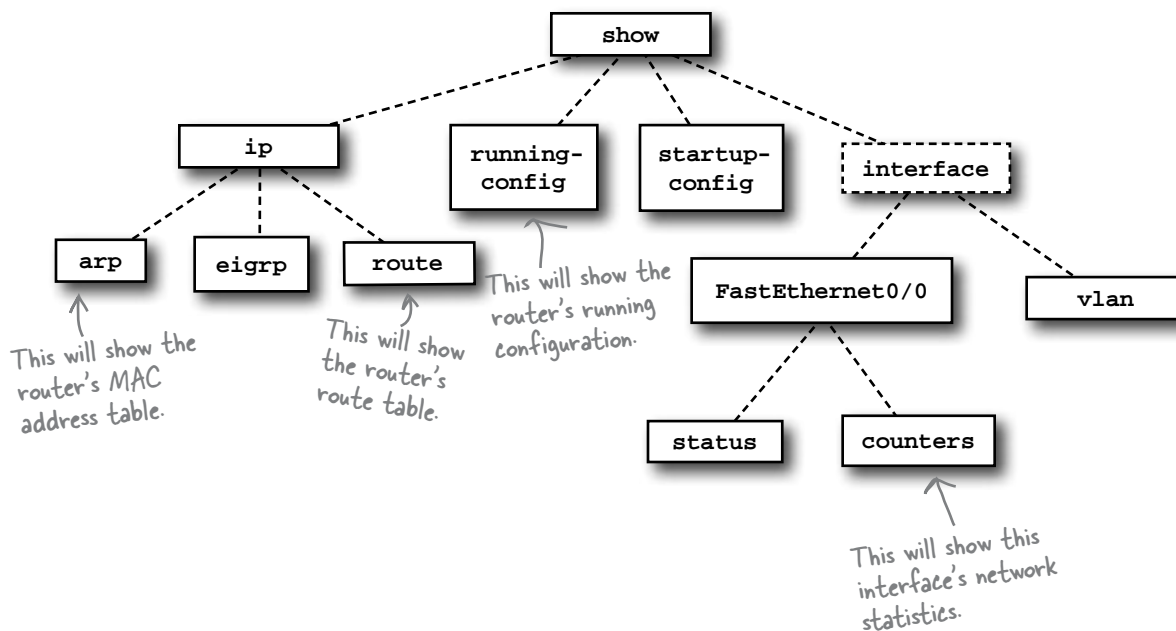 show
ip
running-
config
startup-
config
interface
arp
eigrp
route
FastEthernet0/0
vlan
This will show the
router's MAC
address table.
This will show
the router's
route table.
This will show the
router's running
configuration.
status
counters
This will show this
interface's network
statistics.